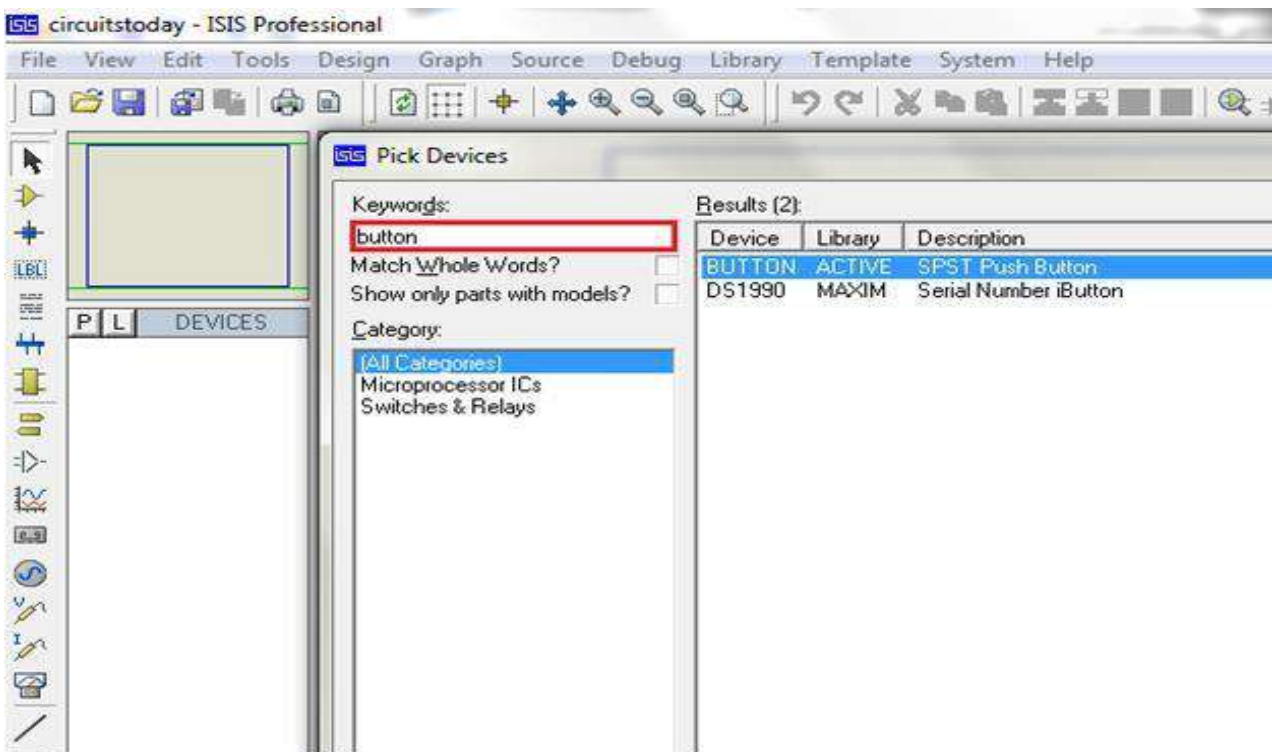 isis circuitstoday - ISIS Professional
File View Edit Tools Design Graph Source Debug Library Template System Help
isis Pick Devices
Keywords:
button
Match Whole Words?
Show only parts with models?
Category:
(All Categories)
Microprocessor ICs
Switches & Relays
Results (2):
Device Library Description
BUTTON ACTIVE SPST Push Button
DS1990 MAXIM Serial Number iButton
LBL
P L DEVICES
V
I